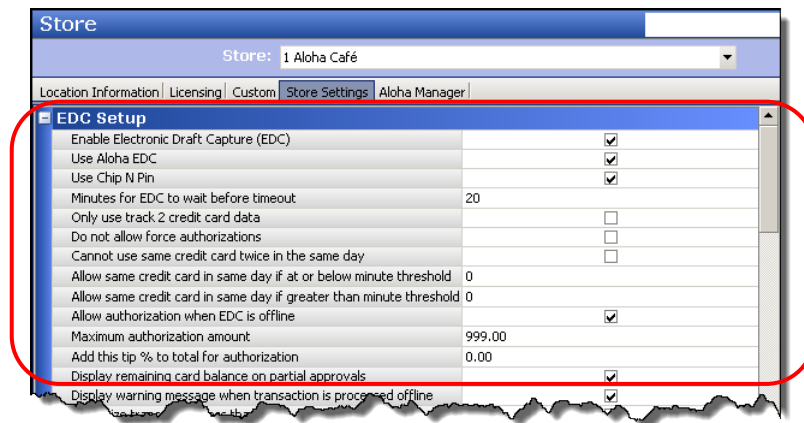 Store
Store: 1 Aloha Café
Location Information Licensing Custom Store Settings Aloha Manager
EDC Setup
Enable Electronic Draft Capture (EDC)
Use Aloha EDC
Use Chip N Pin
Minutes for EDC to wait before timeout 20
Only use track 2 credit card data
Do not allow force authorizations
Cannot use same credit card twice in the same day
Allow same credit card in same day if at or below minute threshold 0
Allow same credit card in same day if greater than minute threshold 0
Allow authorization when EDC is offline
Maximum authorization amount 999.00
Add this tip % to total for authorization 0.00
Display remaining card balance on partial approvals
Display warning message when transaction is processed offline